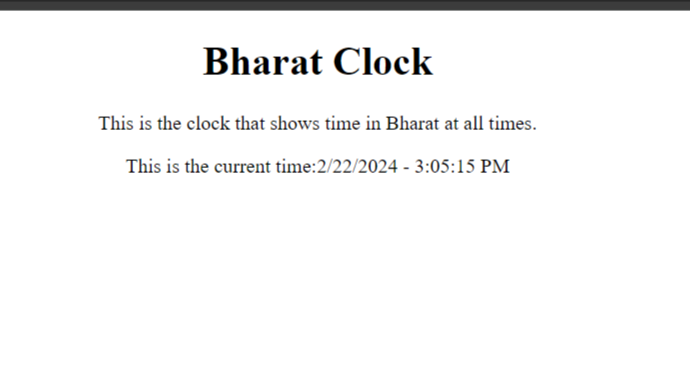 Bharat Clock
This is the clock that shows time in Bharat at all times.
This is the current time:2/22/2024 - 3:05:15 PM